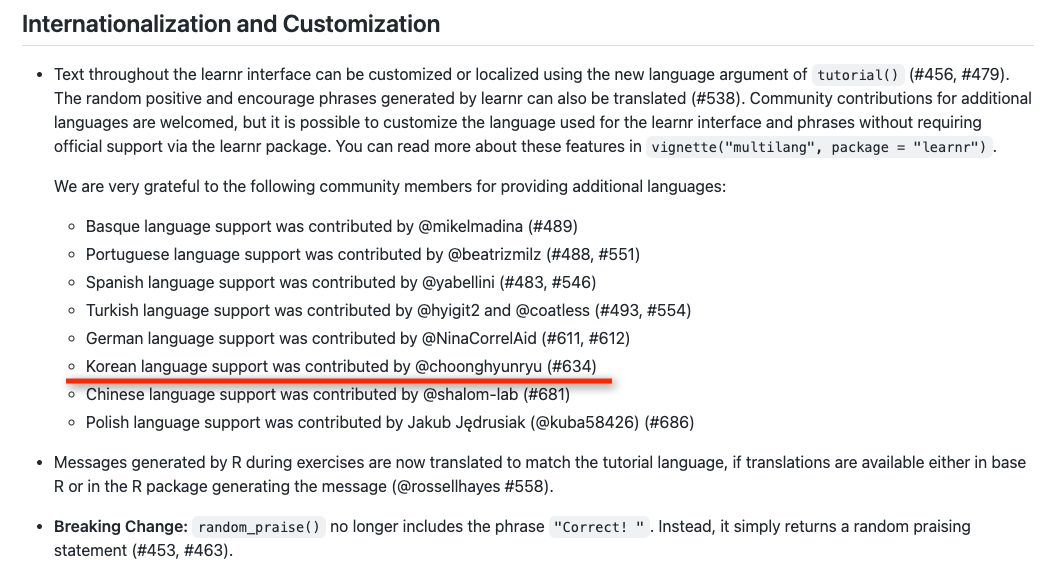 Internationalization and Customization
• Text throughout the learnr interface can be customized or localized using the new language argument of tutorial() (#456, #479).
The random positive and encourage phrases generated by learnr can also be translated (#538). Community contributions for additional
languages are welcomed, but it is possible to customize the language used for the learnr interface and phrases without requiring
official support via the learnr package. You can read more about these features in vignette("multilang", package = "learnr").
We are very grateful to the following community members for providing additional languages:
◦ Basque language support was contributed by @mikelmadina (#489)
◦ Portuguese language support was contributed by @beatrizmilz (#488, #551)
◦ Spanish language support was contributed by @yabellini (#483, #546)
◦ Turkish language support was contributed by @hyigit2 and @coatless (#493, #554)
◦ German language support was contributed by @NinaCorrelAid (#611, #612)
◦ Korean language support was contributed by @choonghyunryu (#634)
◦ Chinese language support was contributed by @shalom-lab (#681)
◦ Polish language support was contributed by Jakub Jędrusiak (@kuba58426) (#686)
• Messages generated by R during exercises are now translated to match the tutorial language, if translations are available either in base
R or in the R package generating the message (@rossellhayes #558).
• Breaking Change: random_praise() no longer includes the phrase "Correct! ". Instead, it simply returns a random praising
statement (#453, #463).